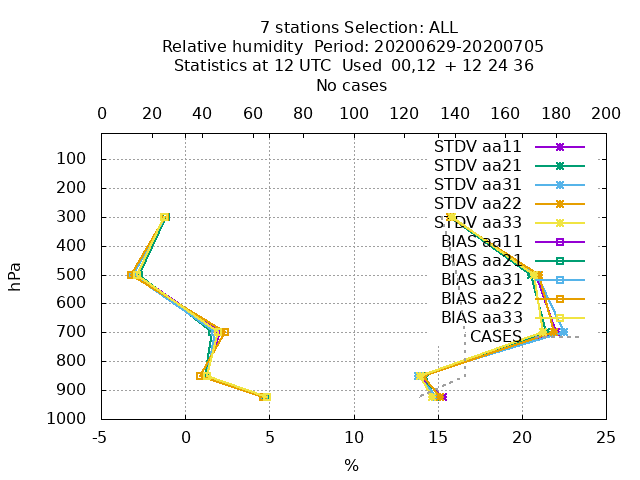 7 stations Selection: ALL
Relative humidity  Period: 20200629-20200705
Statistics at 12 UTC  Used  00,12  + 12 24 36
No cases
0 20 40 60 80 100 120 140 160 180 200
STDV aa11
STDV aa21
STDV aa31
STDV aa22
STDV aa33
BIAS aa11
BIAS aa21
BIAS aa31
BIAS aa22
BIAS aa33
CASES
hPa
100
200
300
400
500
600
700
800
900
1000
-5 0 5 10 15 20 25
%